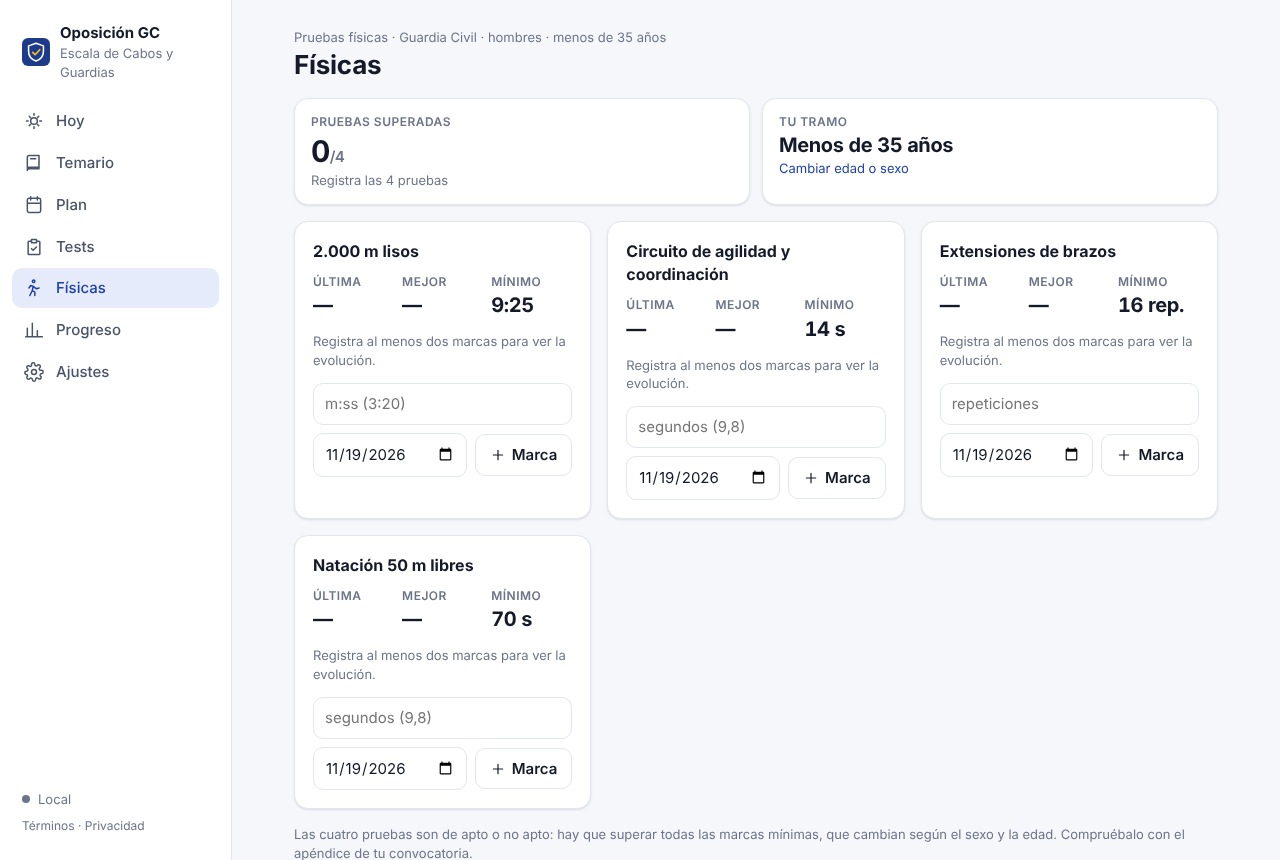 Oposición GC
Escala de Cabos y
Guardias
Hoy
Temario
Plan
Tests
Físicas
Progreso
Ajustes
Local
Términos · Privacidad
Pruebas físicas · Guardia Civil · hombres · menos de 35 años
Físicas
PRUEBAS SUPERADAS
0/4
Registra las 4 pruebas
TU TRAMO
Menos de 35 años
Cambiar edad o sexo
2.000 m lisos
ÚLTIMA MEJOR MÍNIMO
— — 9:25
Registra al menos dos marcas para ver la
evolución.
m:ss (3:20)
11/19/2026 + Marca
Circuito de agilidad y
coordinación
ÚLTIMA MEJOR MÍNIMO
— — 14 s
Registra al menos dos marcas para ver la
evolución.
segundos (9,8)
11/19/2026 + Marca
Extensiones de brazos
ÚLTIMA MEJOR MÍNIMO
— — 16 rep.
Registra al menos dos marcas para ver la
evolución.
repeticiones
11/19/2026 + Marca
Natación 50 m libres
ÚLTIMA MEJOR MÍNIMO
— — 70 s
Registra al menos dos marcas para ver la
evolución.
segundos (9,8)
11/19/2026 + Marca
Las cuatro pruebas son de apto o no apto: hay que superar todas las marcas mínimas, que cambian según el sexo y la edad. Compruébalo con el
apéndice de tu convocatoria.